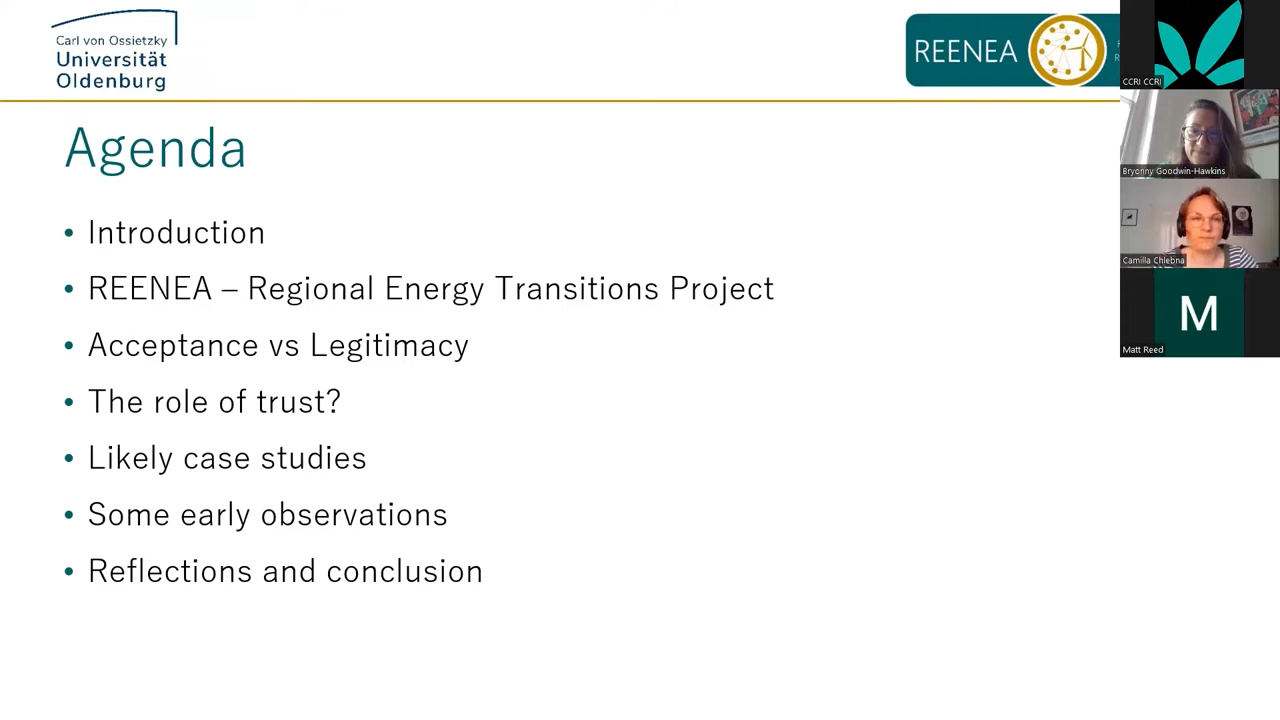 Carl von Ossietzky
Universität
Oldenburg
REENEA
Agenda
• Introduction
• REENEA – Regional Energy Transitions Project
• Acceptance vs Legitimacy
• The role of trust?
• Likely case studies
• Some early observations
• Reflections and conclusion
CCRI CCRI
Bryonny Goodwin-Hawkins
Camilla Chlebna
M
Matt Reed